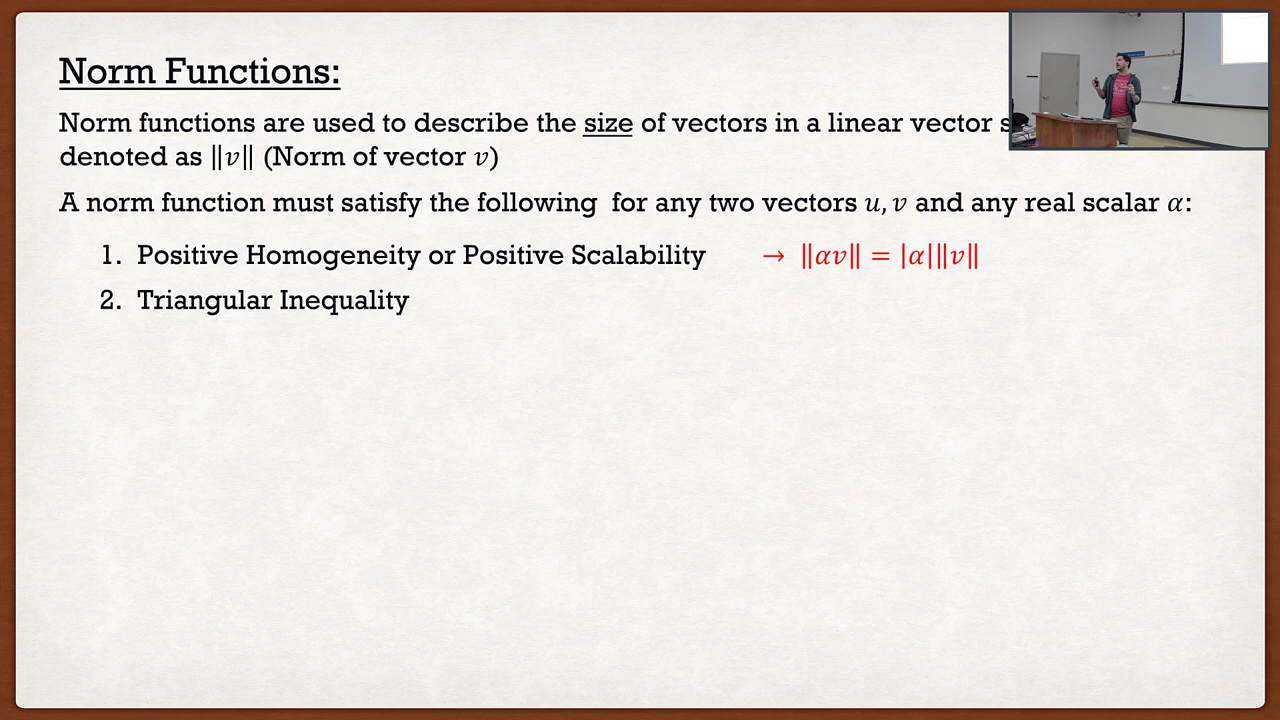 Norm Functions:
Norm functions are used to describe the size of vectors in a linear vector
denoted as ‖𝑣‖ (Norm of vector 𝑣)
A norm function must satisfy the following for any two vectors 𝑢, 𝑣 and any real scalar 𝛼:
1. Positive Homogeneity or Positive Scalability → ‖𝛼𝑣‖ = |𝛼|‖𝑣‖
2. Triangular Inequality